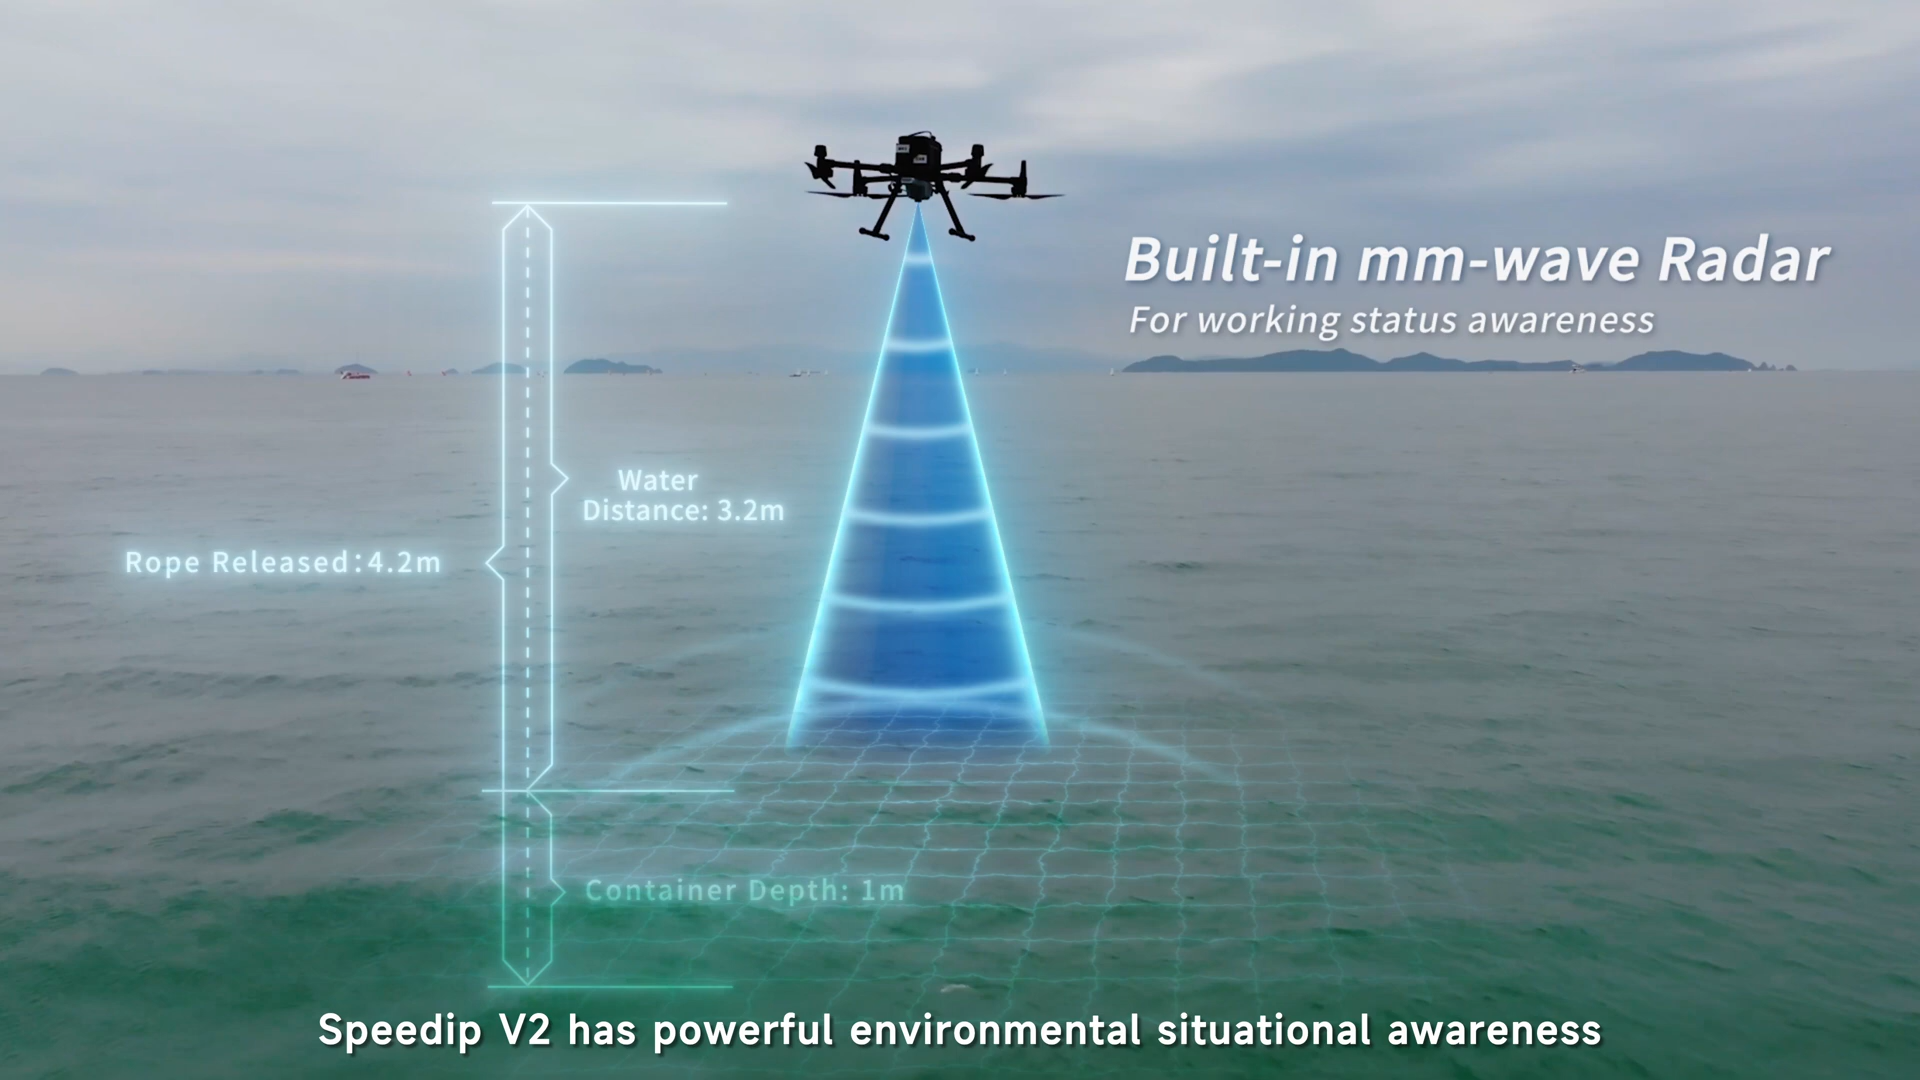 Built-in mm-wave Radar
For working status awareness
Water
Distance: 3.2m
Rope Released:4.2m
Container Depth: 1m
Speedip V2 has powerful environmental situational awareness